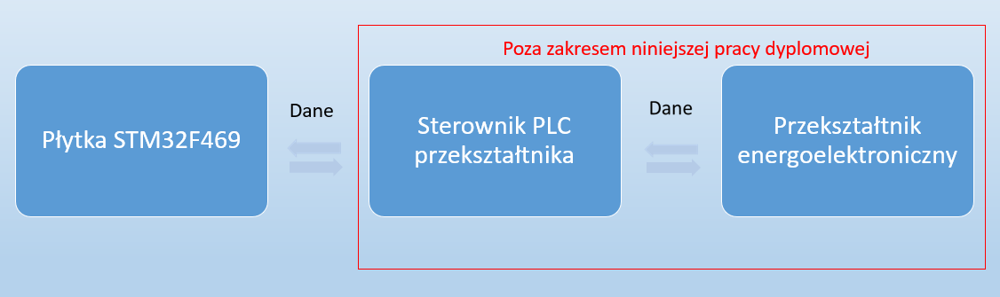 Poza zakresem niniejszej pracy dyplomowej
Płytka STM32F469
Dane
Sterownik PLC
przekształtnika
Dane
Przekształtnik
energoelektroniczny